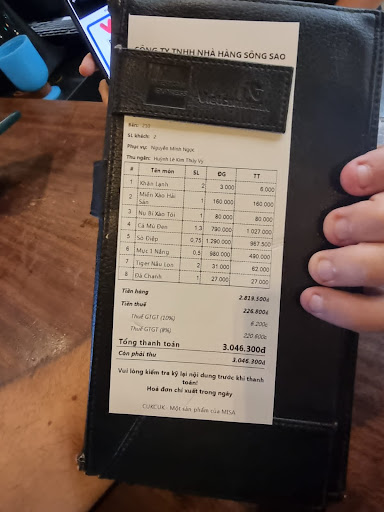 CÔNG TY TNHH NHÀ HÀNG SÔNG SAO
Bàn: 210
SL khách: 2
Phục vụ: Nguyễn Minh Ngọc
Thu ngân: Huỳnh Lê Kim Thúy Vy
# Tên món SL ĐG TT
1 Khăn Lạnh 2 3.000 6.000
2 Miến Xào Hải Sản 1 160.000 160.000
3 Nụ Bí Xào Tỏi 1 80.000 80.000
4 Cá Mú Đen 1.3 790.000 1.027.000
5 Sò Điệp 0.75 1.290.000 967.500
6 Mực 1 Nắng 0.5 980.000 490.000
7 Tiger Nâu Lon 2 31.000 62.000
8 Đá Chanh 1 27.000 27.000
Tiền hàng 2.819.500đ
Tiền thuế 226.800đ
Thuế GTGT (10%) 6.200đ
Thuế GTGT (8%) 220.600đ
Tổng thanh toán 3.046.300đ
Còn phải thu 3.046.300đ
Vui lòng kiểm tra kỹ lại nội dung trước khi thanh
toán!
Hoá đơn chỉ xuất trong ngày
CUKCUK - Một sản phẩm của MISA